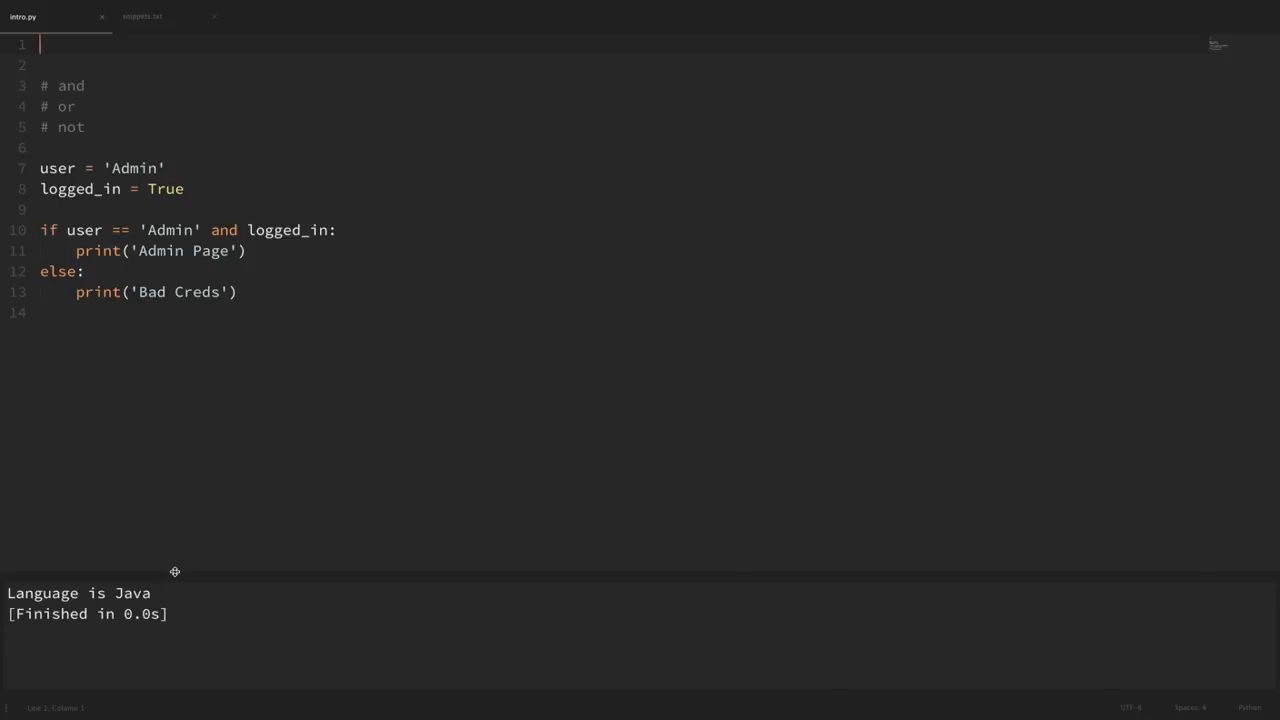 intro.py × snippets.txt ×
1
2
3 # and
4 # or
5 # not
6
7 user = 'Admin'
8 logged_in = True
9
10 if user == 'Admin' and logged_in:
11 print('Admin Page')
12 else:
13 print('Bad Creds')
14
Language is Java
[Finished in 0.0s]
Line 1, Column 1 UTF-8 Spaces: 4 Python